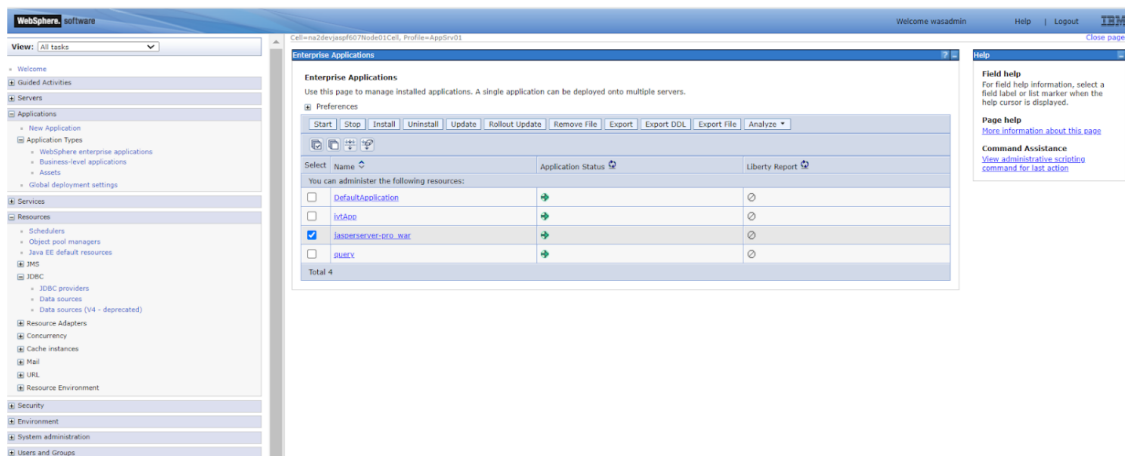 WebSphere. software
Welcome wasadmin
Help | Logout
IBM
View: All tasks
Welcome
Guided Activities
Servers
Applications
New Application
Application Types
WebSphere enterprise applications
Business-level applications
Assets
Global deployment settings
Services
Resources
Schedulers
Object pool managers
Java EE default resources
JMS
JDBC
JDBC providers
Data sources
Data sources (V4 - deprecated)
Resource Adapters
Concurrency
Cache instances
Mail
URL
Resource Environment
Security
Environment
System administration
Users and Groups
Cell=na2devjaspf607Node01Cell, Profile=AppSrv01
Close page
Enterprise Applications
Enterprise Applications
Use this page to manage installed applications. A single application can be deployed onto multiple servers.
Preferences
Start Stop Install Uninstall Update Rollout Update Remove File Export Export DDL Export File Analyze
Select Name Application Status Liberty Report
You can administer the following resources:
DefaultApplication
ivtApp
jasperserver-pro_war
query
Total 4
Help
Field help
For field help information, select a
field label or list marker when the
help cursor is displayed.
Page help
More information about this page
Command Assistance
View administrative scripting
command for last action